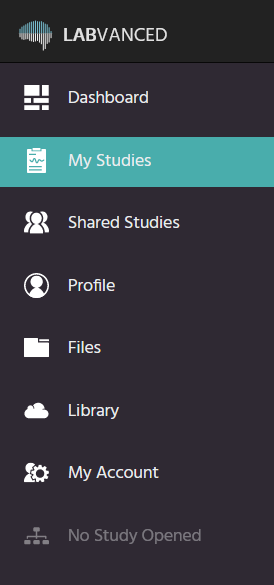 LABVANCED
Dashboard
My Studies
Shared Studies
Profile
Files
Library
My Account
No Study Opened